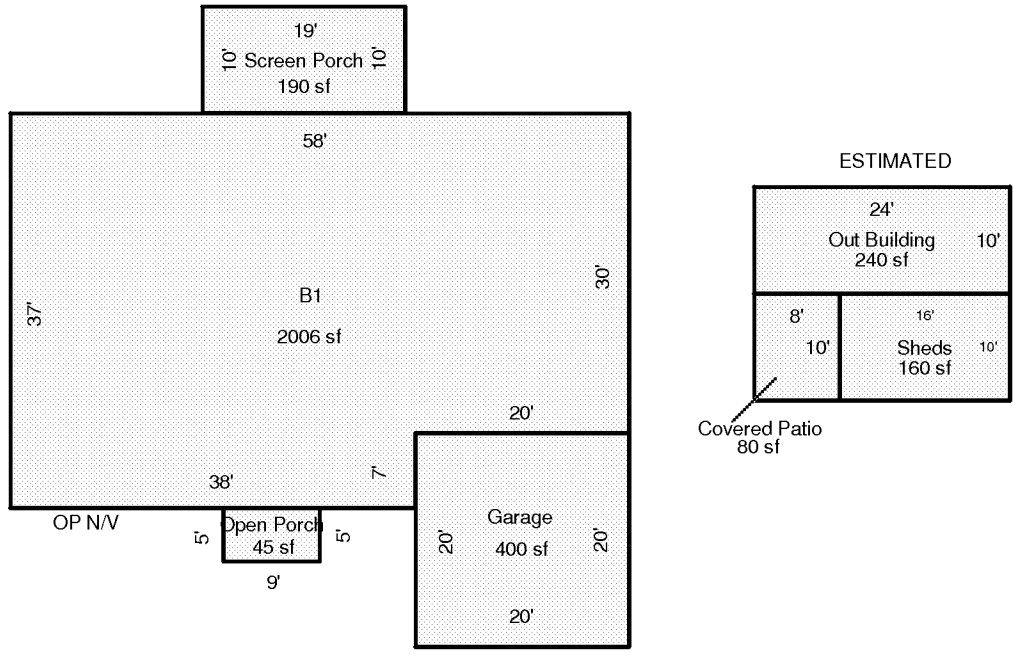 19'
10' Screen Porch 10'
190 sf
58'
ESTIMATED
24'
Out Building 10'
240 sf
37'
B1
2006 sf
30'
8'
10'
16'
Sheds 10'
160 sf
Covered Patio
80 sf
20'
7'
38'
OP N/V
5' Open Porch 5'
45 sf
9'
Garage
20' 400 sf 20'
20'